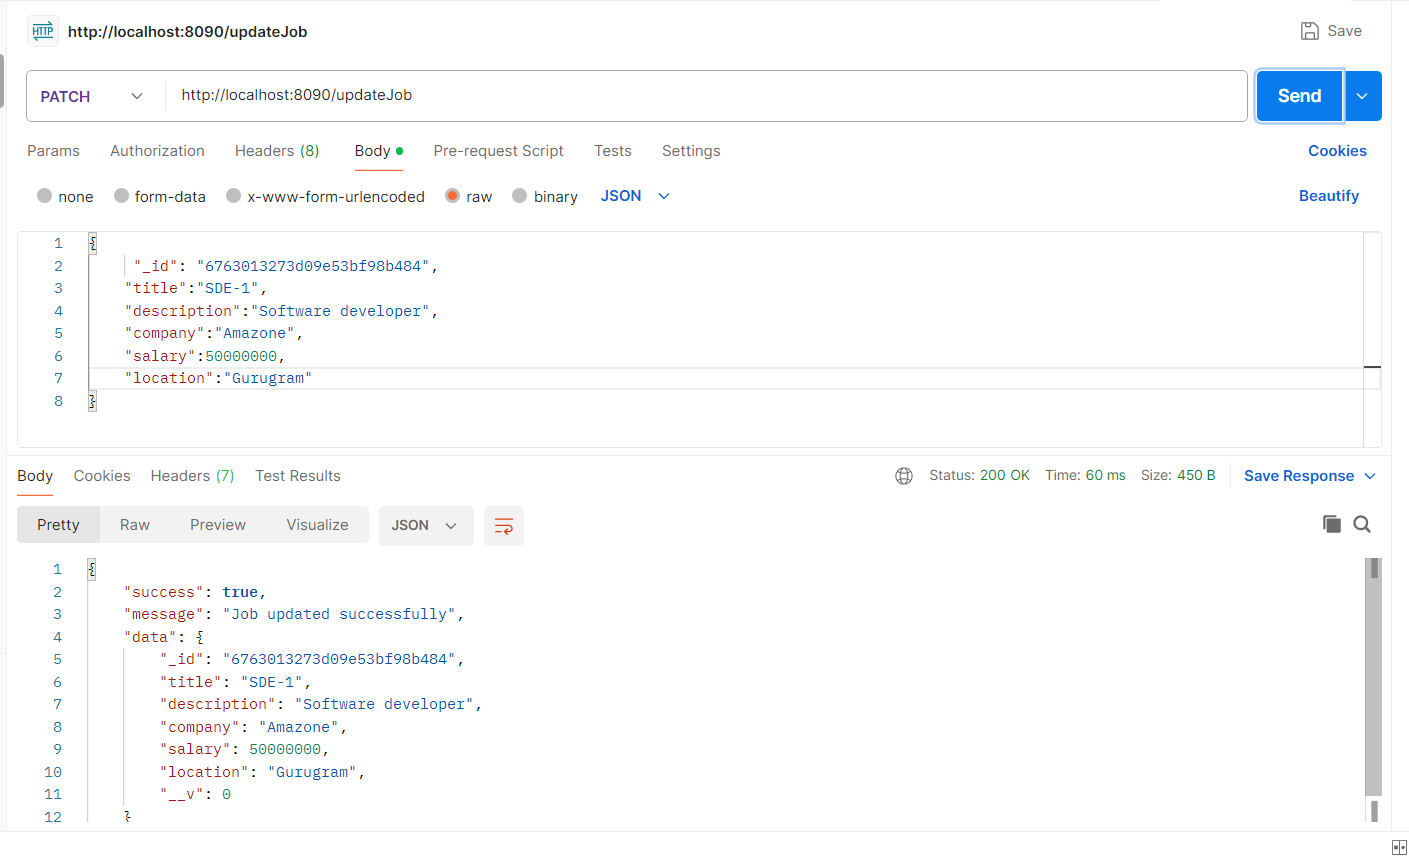 HTTP http://localhost:8090/updateJob Save
PATCH http://localhost:8090/updateJob Send
Params Authorization Headers (8) Body Pre-request Script Tests Settings Cookies
none form-data x-www-form-urlencoded raw binary JSON Beautify
1 {
2 "_id": "6763013273d09e53bf98b484",
3 "title":"SDE-1",
4 "description":"Software developer",
5 "company":"Amazone",
6 "salary":50000000,
7 "location":"Gurugram"
8 }
Body Cookies Headers (7) Test Results Status: 200 OK Time: 60 ms Size: 450 B Save Response
Pretty Raw Preview Visualize JSON
1 {
2 "success": true,
3 "message": "Job updated successfully",
4 "data": {
5 "_id": "6763013273d09e53bf98b484",
6 "title": "SDE-1",
7 "description": "Software developer",
8 "company": "Amazone",
9 "salary": 50000000,
10 "location": "Gurugram",
11 "__v": 0
12 }